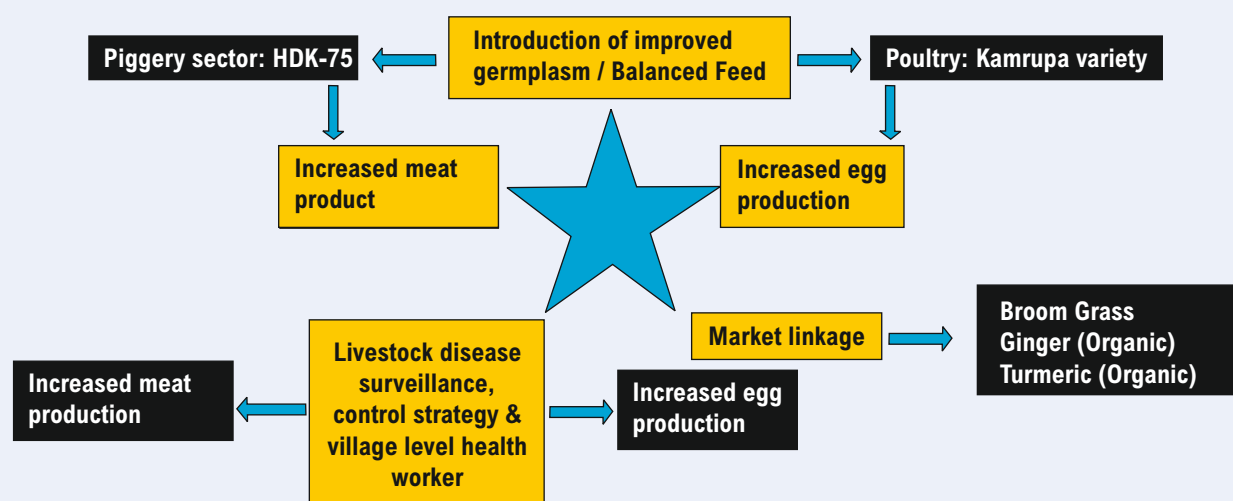 Piggery sector: HDK-75
Introduction of improved
germplasm / Balanced Feed
Poultry: Kamrupa variety
Increased meat
product
Increased egg
production
Market linkage
Broom Grass
Ginger (Organic)
Turmeric (Organic)
Increased meat
production
Livestock disease
surveillance,
control strategy &
village level health
worker
Increased egg
production